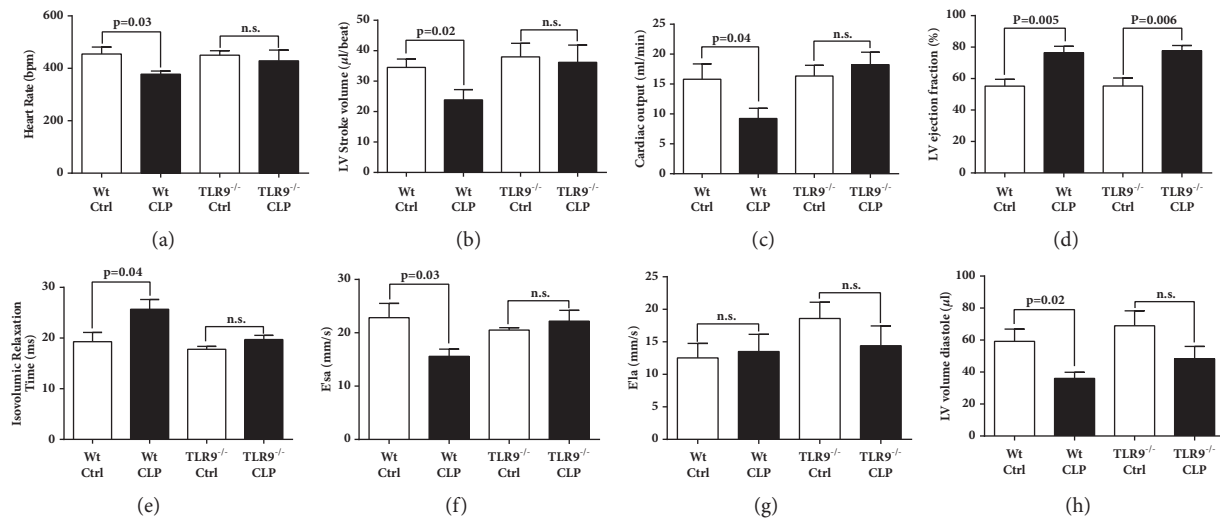 Heart Rate (bpm)
600
400
200
0
p=0.03
n.s.
Wt
Ctrl
Wt
CLP
TLR9-/-
Ctrl
TLR9-/-
CLP
(a)
LV Stroke volume (μl/beat)
50
40
30
20
10
0
p=0.02
n.s.
Wt
Ctrl
Wt
CLP
TLR9-/-
Ctrl
TLR9-/-
CLP
(b)
Cardiac output (ml/min)
25
20
15
10
5
0
p=0.04
n.s.
Wt
Ctrl
Wt
CLP
TLR9-/-
Ctrl
TLR9-/-
CLP
(c)
LV ejection fraction (%)
100
80
60
40
20
0
P=0.005
P=0.006
Wt
Ctrl
Wt
CLP
TLR9-/-
Ctrl
TLR9-/-
CLP
(d)
Isovolumic Relaxation
Time (ms)
30
20
10
0
p=0.04
n.s.
Wt
Ctrl
Wt
CLP
TLR9-/-
Ctrl
TLR9-/-
CLP
(e)
E'sa (mm/s)
30
20
10
0
p=0.03
n.s.
Wt
Ctrl
Wt
CLP
TLR9-/-
Ctrl
TLR9-/-
CLP
(f)
E'la (mm/s)
25
20
15
10
5
0
n.s.
n.s.
Wt
Ctrl
Wt
CLP
TLR9-/-
Ctrl
TLR9-/-
CLP
(g)
LV volume diastole (μl)
80
60
40
20
0
p=0.02
n.s.
Wt
Ctrl
Wt
CLP
TLR9-/-
Ctrl
TLR9-/-
CLP
(h)